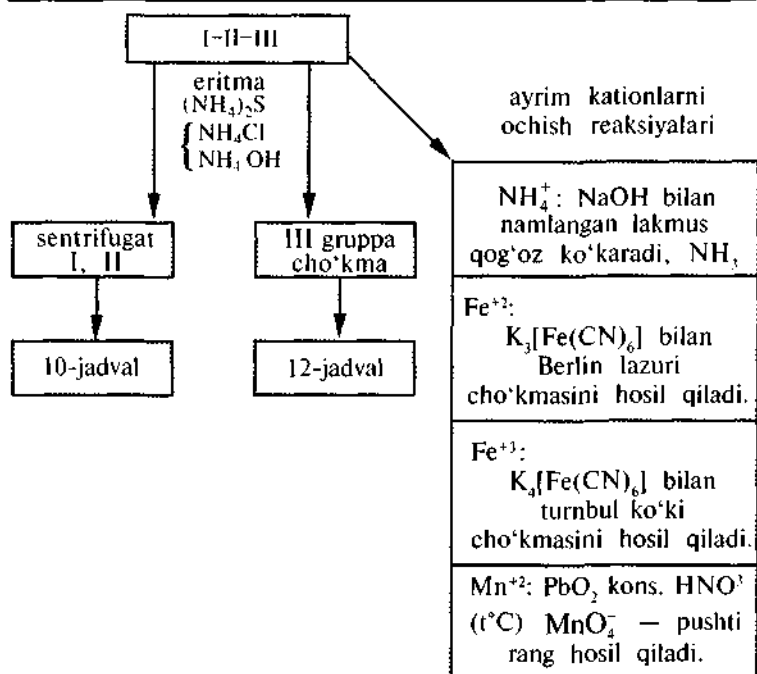 I–II–III
eritma
(NH₄)₂S
{NH₄Cl
NH₄OH
ayrim kationlarni
ochish reaksiyalari
sentrifugat
I, II
III gruppa
cho‘kma
10-jadval
12-jadval
NH₄⁺: NaOH bilan
namlangan lakmus
qog‘oz ko‘karadi, NH₃
Fe⁺²:
K₃[Fe(CN)₆] bilan
Berlin lazuri
cho‘kmasini hosil qiladi.
Fe⁺³:
K₄[Fe(CN)₆] bilan
turnbul ko‘ki
cho‘kmasini hosil qiladi.
Mn⁺²: PbO₂ kons. HNO³
(t°C) MnO₄⁻ — pushti
rang hosil qiladi.